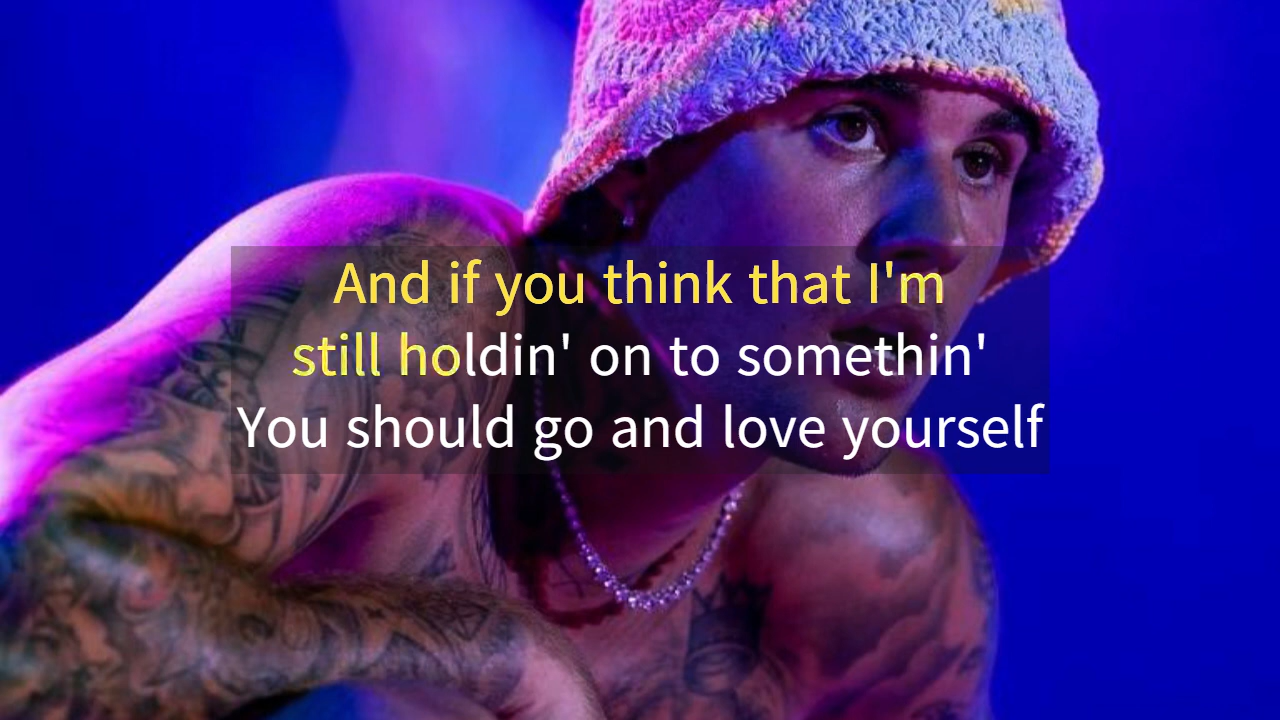 And if you think that I'm
still holdin' on to somethin'
You should go and love yourself